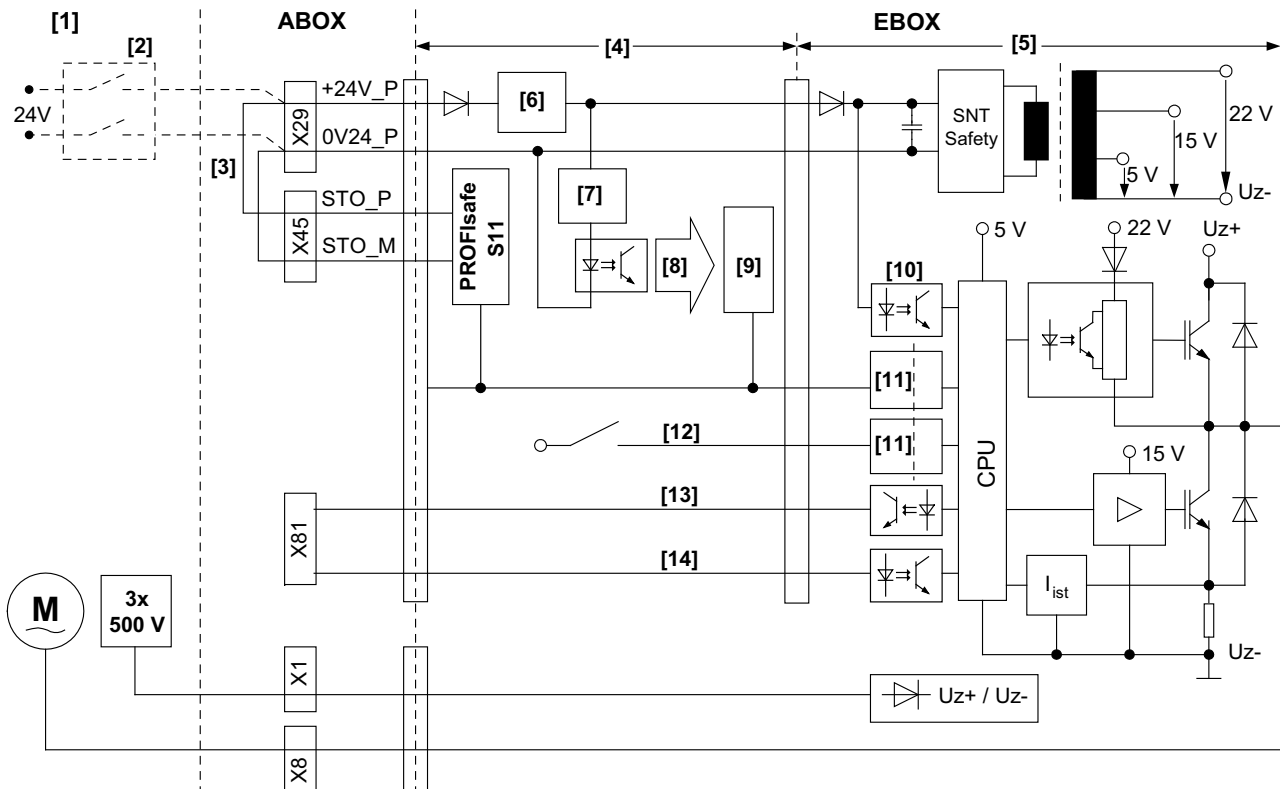 [1]
ABOX
EBOX
[2]
[4]
[5]
24V
X29
+24V_P
0V24_P
[6]
SNT
Safety
22 V
15 V
5 V
Uz-
[3]
X45
STO_P
STO_M
PROFIsafe
S11
[7]
[8]
[9]
[10]
5 V
22 V
Uz+
[11]
[12]
[11]
CPU
15 V
[13]
X81
[14]
I_ist
Uz-
M
3x
500 V
X1
Uz+ / Uz-
X8